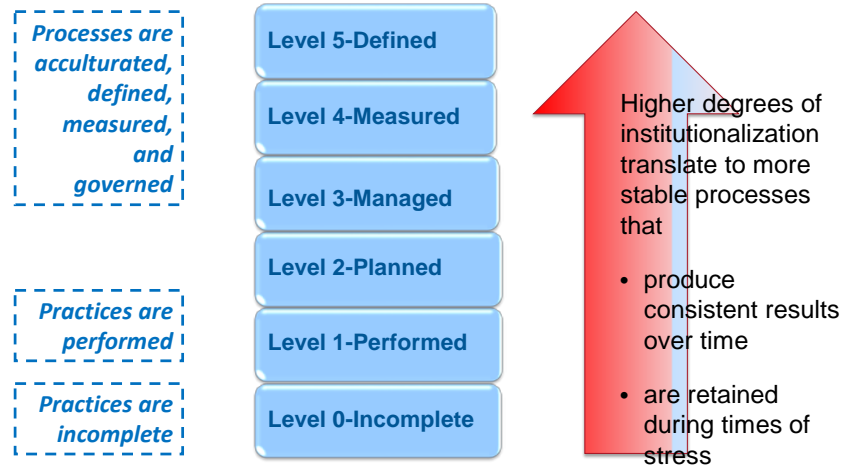 Processes are
acculturated,
defined,
measured,
and
governed
Practices are
performed
Practices are
incomplete
Level 5-Defined
Level 4-Measured
Level 3-Managed
Level 2-Planned
Level 1-Performed
Level 0-Incomplete
Higher degrees of
institutionalization
translate to more
stable processes
that
• produce
consistent results
over time
• are retained
during times of
stress